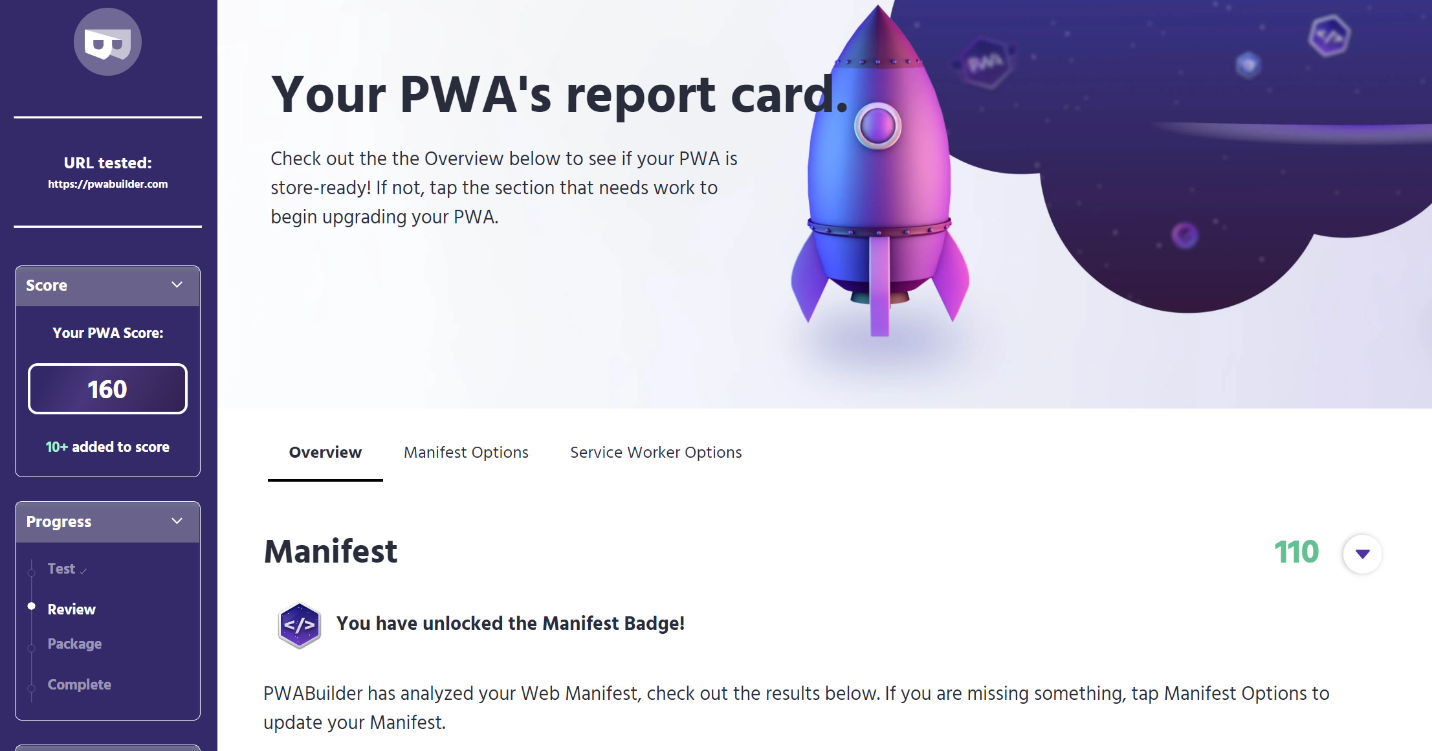 URL tested:
https://pwabuilder.com
Score
Your PWA Score:
160
10+ added to score
Progress
Test
Review
Package
Complete
Your PWA's report card.
Check out the the Overview below to see if your PWA is
store-ready! If not, tap the section that needs work to
begin upgrading your PWA.
PWA
</>
Overview
Manifest Options
Service Worker Options
Manifest
110
</>
You have unlocked the Manifest Badge!
PWABuilder has analyzed your Web Manifest, check out the results below. If you are missing something, tap Manifest Options to
update your Manifest.